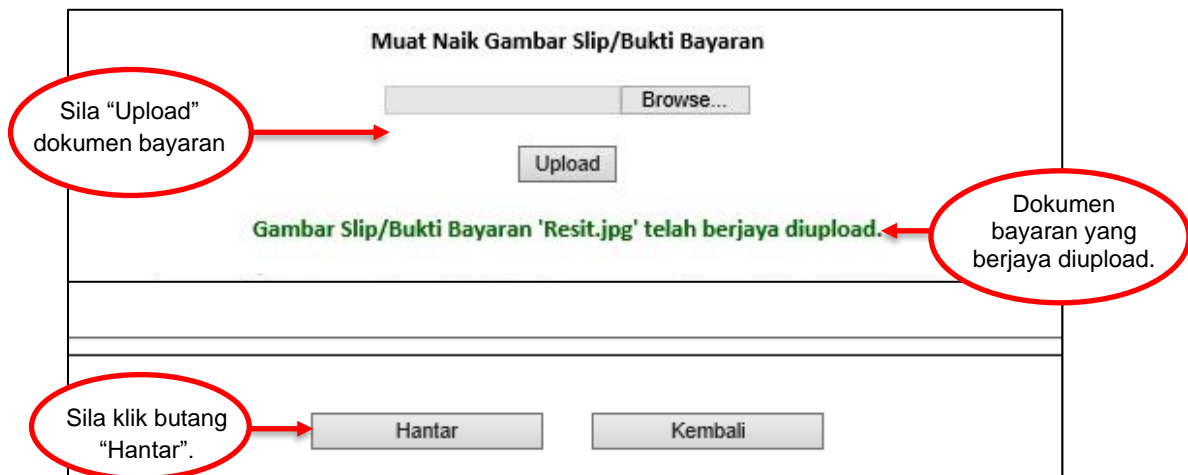 Muat Naik Gambar Slip/Bukti Bayaran
Browse...
Sila “Upload”
dokumen bayaran
Upload
Gambar Slip/Bukti Bayaran 'Resit.jpg' telah berjaya diupload.
Dokumen
bayaran yang
berjaya diupload.
Sila klik butang
“Hantar”.
Hantar
Kembali